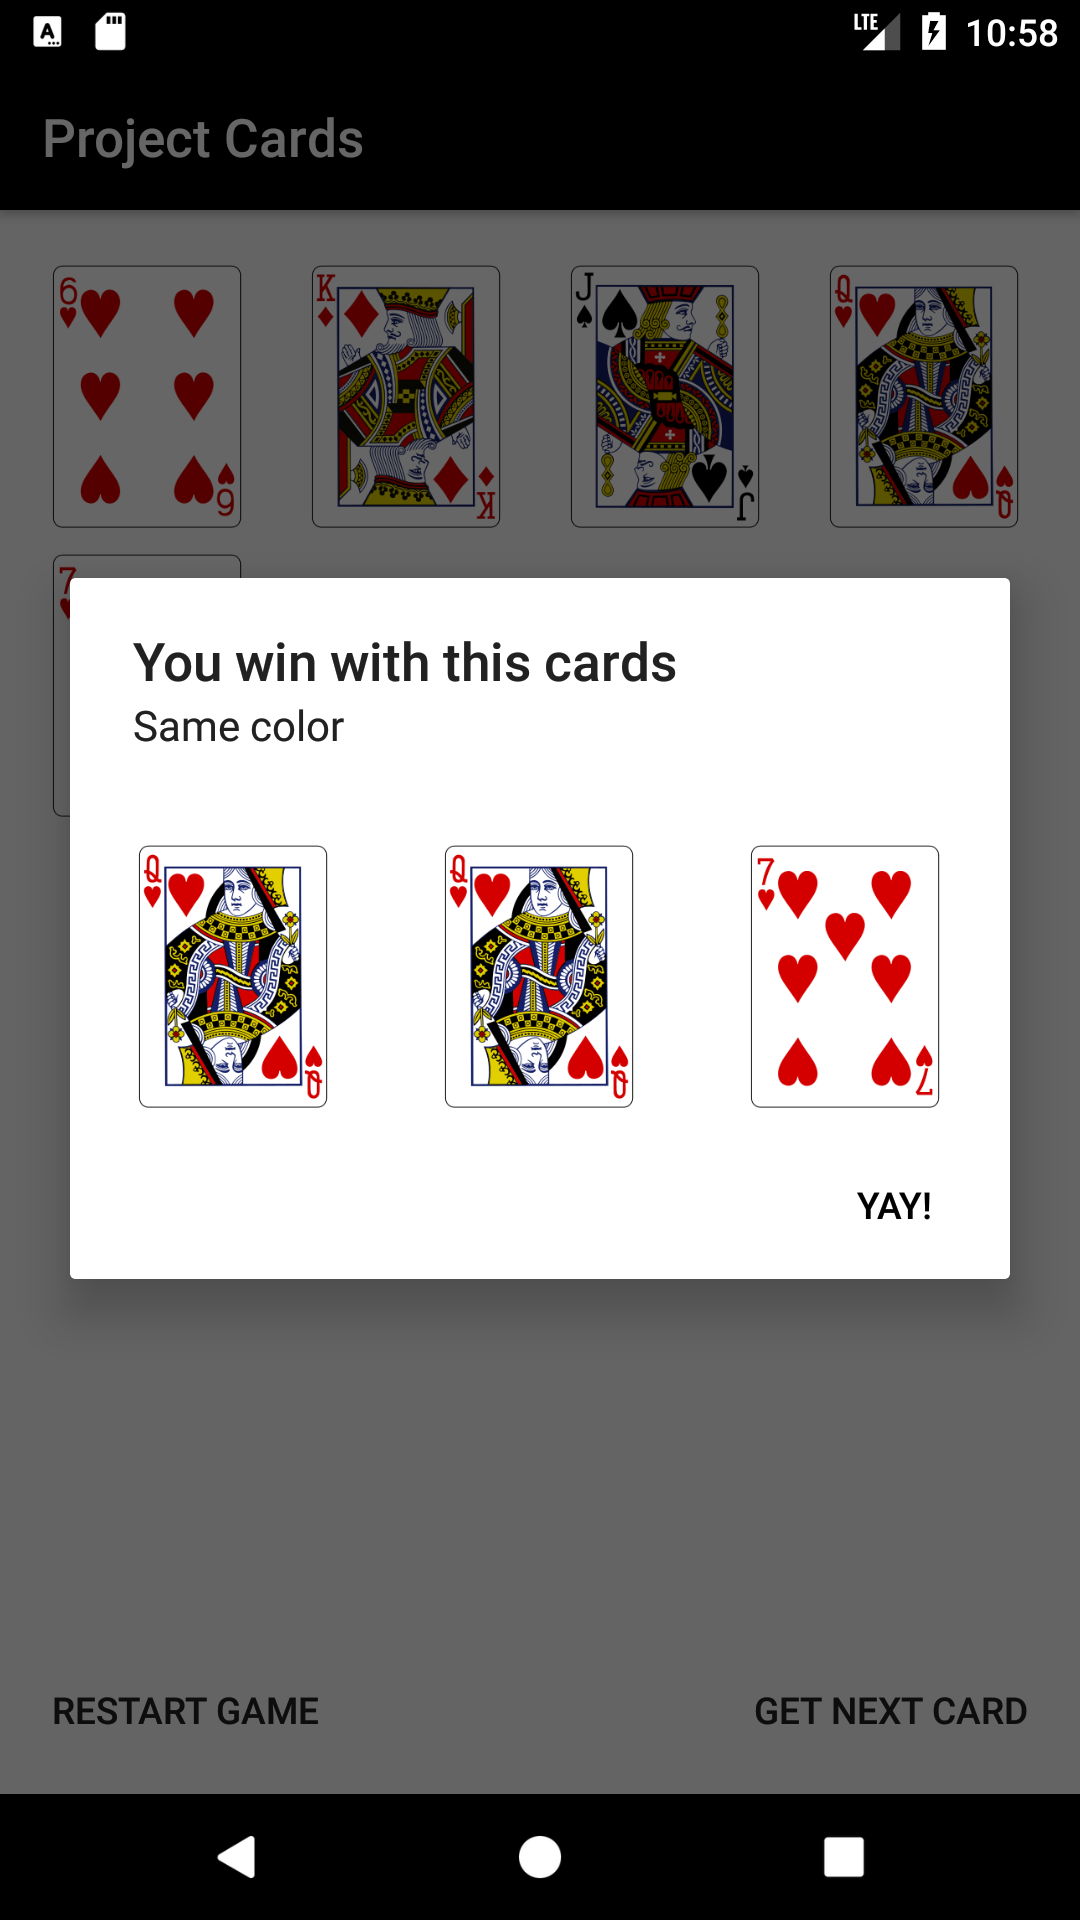 10:58
LTE
Project Cards
6 K J Q
6 K J Q
7
You win with this cards
Same color
Q Q 7
Q Q 7
YAY!
RESTART GAME GET NEXT CARD